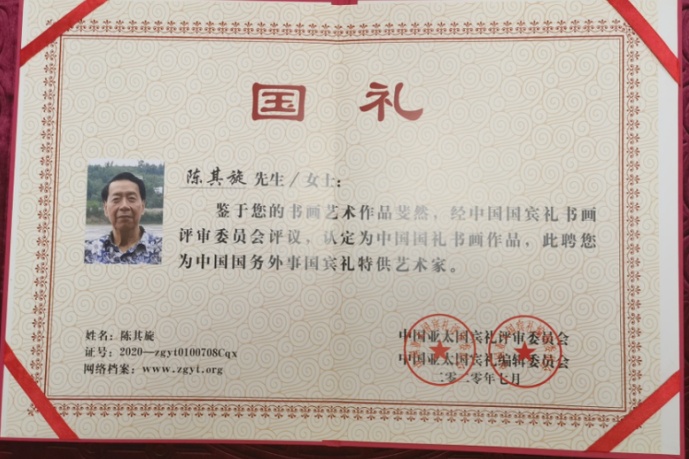 国 礼
陈其旋 先生/女士：
鉴于您的书画艺术作品斐然，经中国国宾礼书画
评审委员会评议，认定为中国国礼书画作品，此聘您
为中国国务外事国宾礼特供艺术家。
姓名：陈其旋
证号：2020—zgyt0100708Cqx
网络档案：www.zgyt.org
中国亚太国宾礼评审委员会
中国亚太国宾礼编辑委员会
二〇二〇年七月